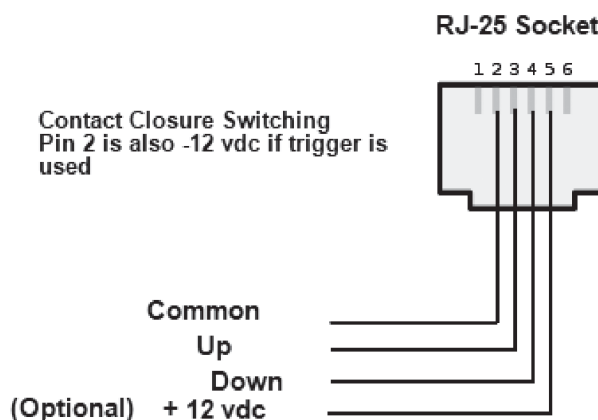 RJ-25 Socket
1 2 3 4 5 6
Contact Closure Switching
Pin 2 is also -12 vdc if trigger is
used
Common
Up
Down
(Optional) + 12 vdc